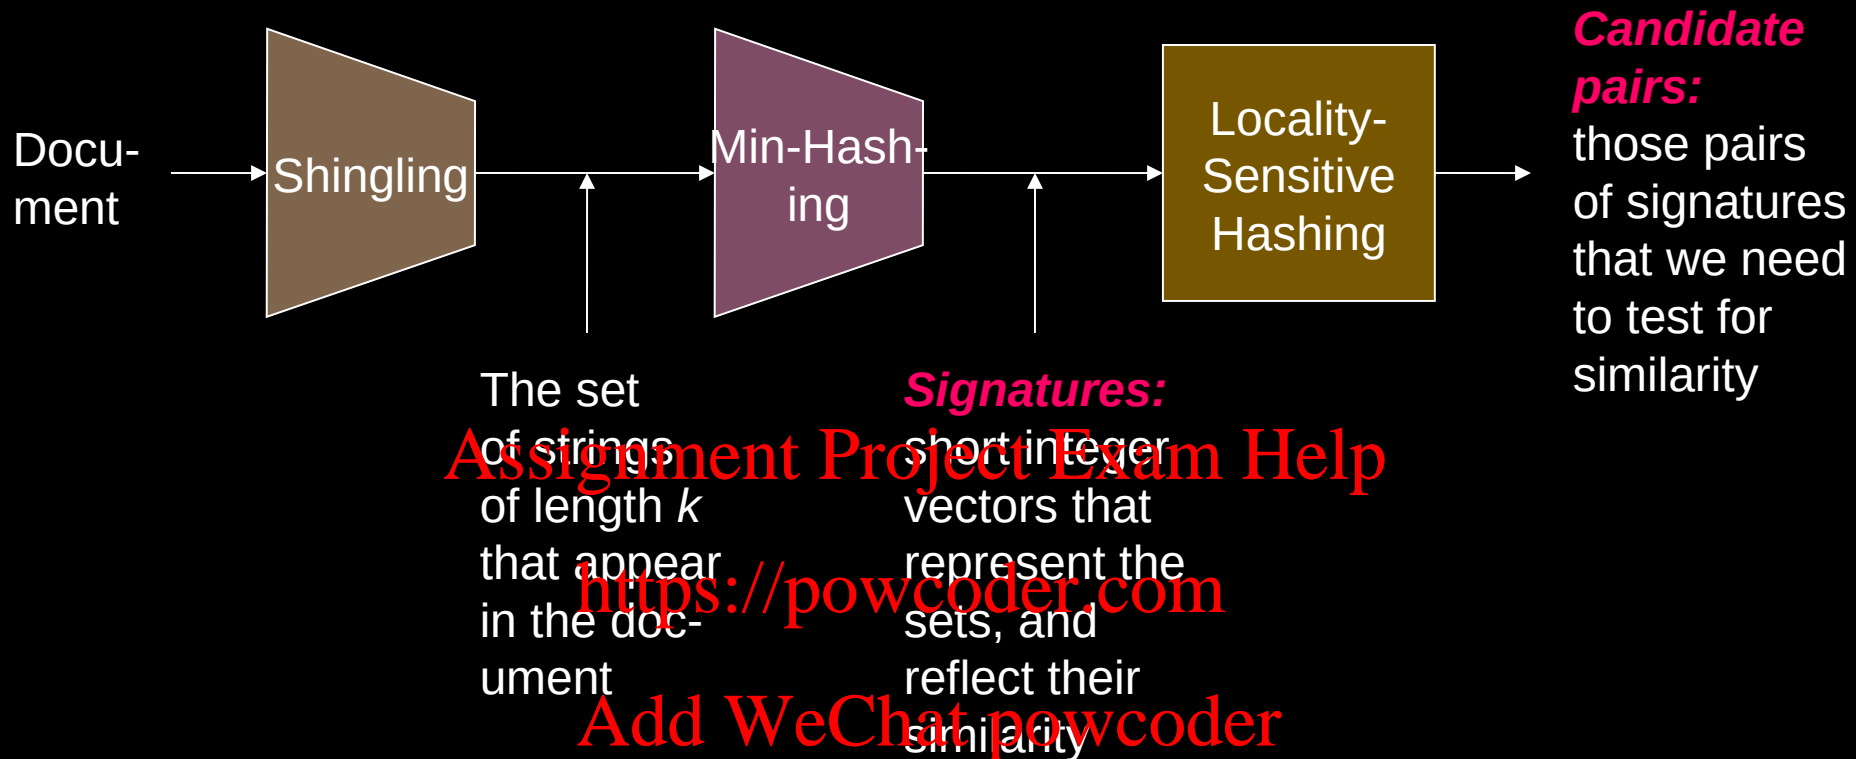 Docu-
ment
Shingling
Min-Hash-
ing
Locality-
Sensitive
Hashing
Candidate
pairs:
those pairs
of signatures
that we need
to test for
similarity
The set
of strings
of length k
that appear
in the doc-
ument
Signatures:
short integer
vectors that
represent the
sets, and
reflect their
similarity
Assignment Project Exam Help
https://powcoder.com
Add WeChat powcoder